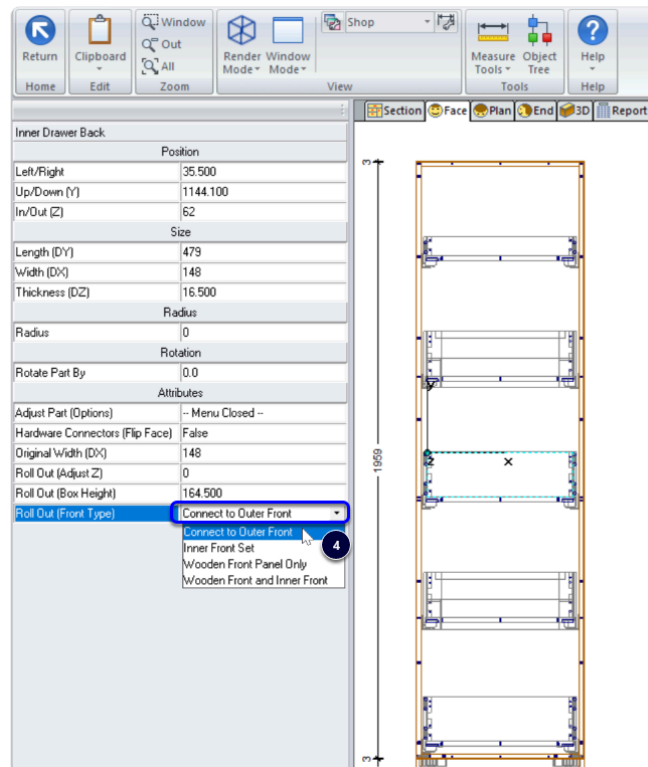 Return
Home
Clipboard
Edit
Window
Out
All
Zoom
Render Mode
Window Mode
Shop
View
Measure Tools
Object Tree
Tools
Help
Help
Section Face Plan End 3D Report
Inner Drawer Back
Position
Left/Right 35.500
Up/Down (Y) 1144.100
In/Out (Z) 62
Size
Length (DY) 479
Width (DX) 148
Thickness (DZ) 16.500
Radius
Radius 0
Rotation
Rotate Part By 0.0
Attributes
Adjust Part (Options) -- Menu Closed --
Hardware Connectors (Flip Face) False
Original Width (DX) 148
Roll Out (Adjust Z) 0
Roll Out (Box Height) 164.500
Roll Out (Front Type) Connect to Outer Front
Connect to Outer Front
Inner Front Set
Wooden Front Panel Only
Wooden Front and Inner Front
4
3
1959
3
Y
Z
X